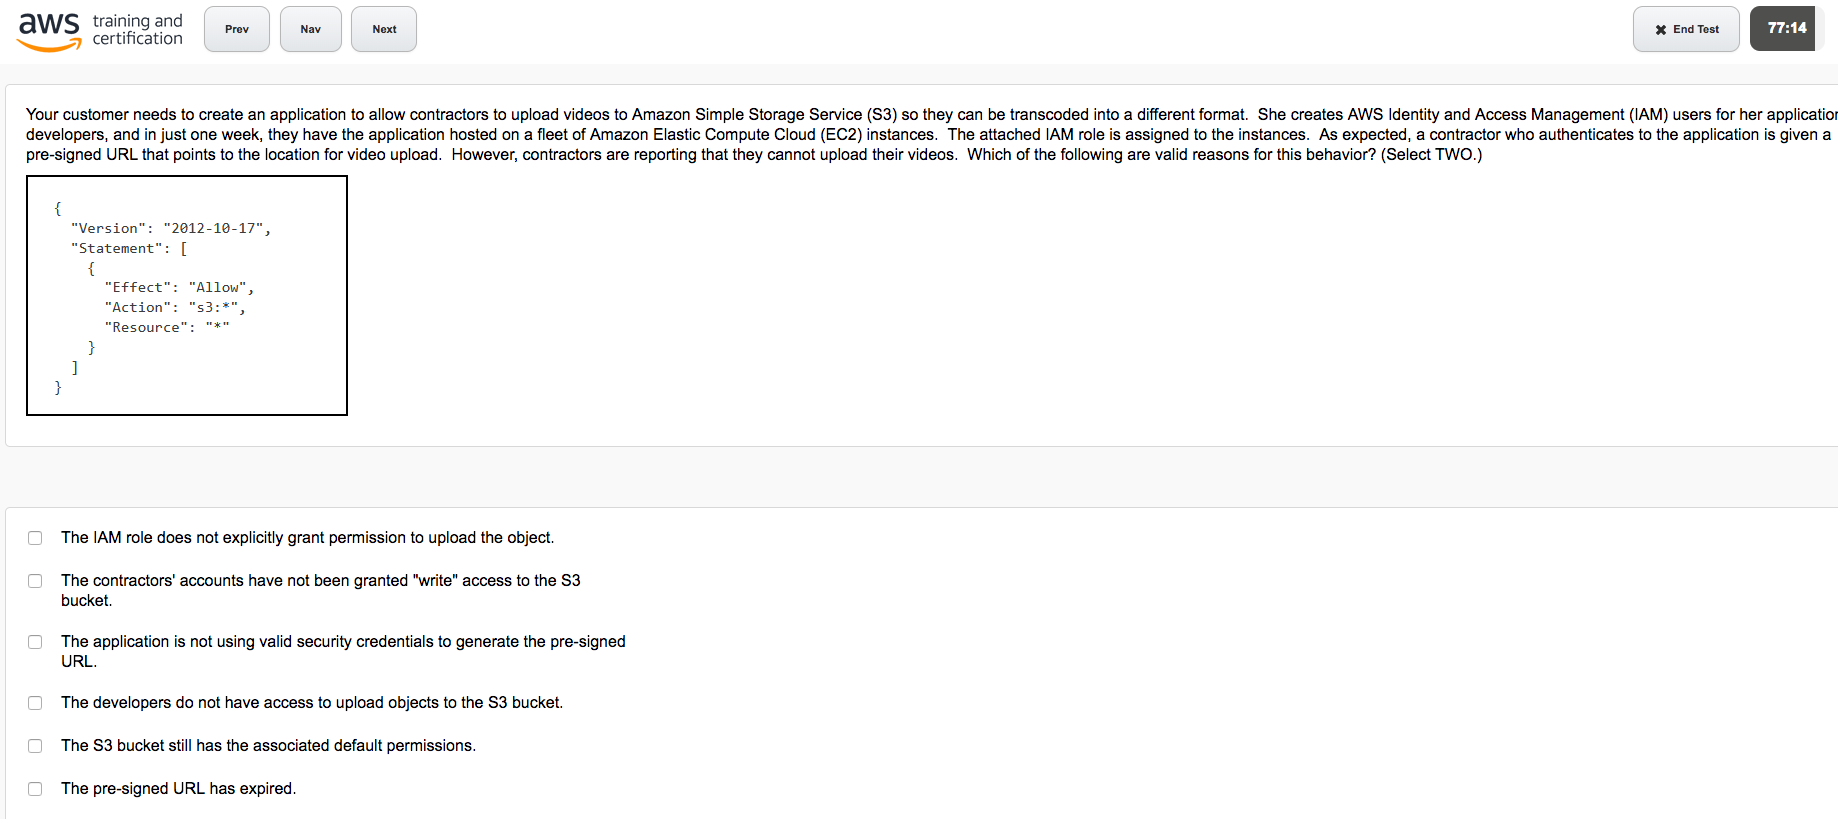 aws training and certification
Prev
Nav
Next
✖ End Test
77:14
Your customer needs to create an application to allow contractors to upload videos to Amazon Simple Storage Service (S3) so they can be transcoded into a different format.  She creates AWS Identity and Access Management (IAM) users for her application
developers, and in just one week, they have the application hosted on a fleet of Amazon Elastic Compute Cloud (EC2) instances.  The attached IAM role is assigned to the instances.  As expected, a contractor who authenticates to the application is given a
pre-signed URL that points to the location for video upload.  However, contractors are reporting that they cannot upload their videos.  Which of the following are valid reasons for this behavior? (Select TWO.)
{
"Version": "2012-10-17",
"Statement": [
{
"Effect": "Allow",
"Action": "s3:*",
"Resource": "*"
}
]
}
The IAM role does not explicitly grant permission to upload the object.
The contractors' accounts have not been granted "write" access to the S3
bucket.
The application is not using valid security credentials to generate the pre-signed
URL.
The developers do not have access to upload objects to the S3 bucket.
The S3 bucket still has the associated default permissions.
The pre-signed URL has expired.